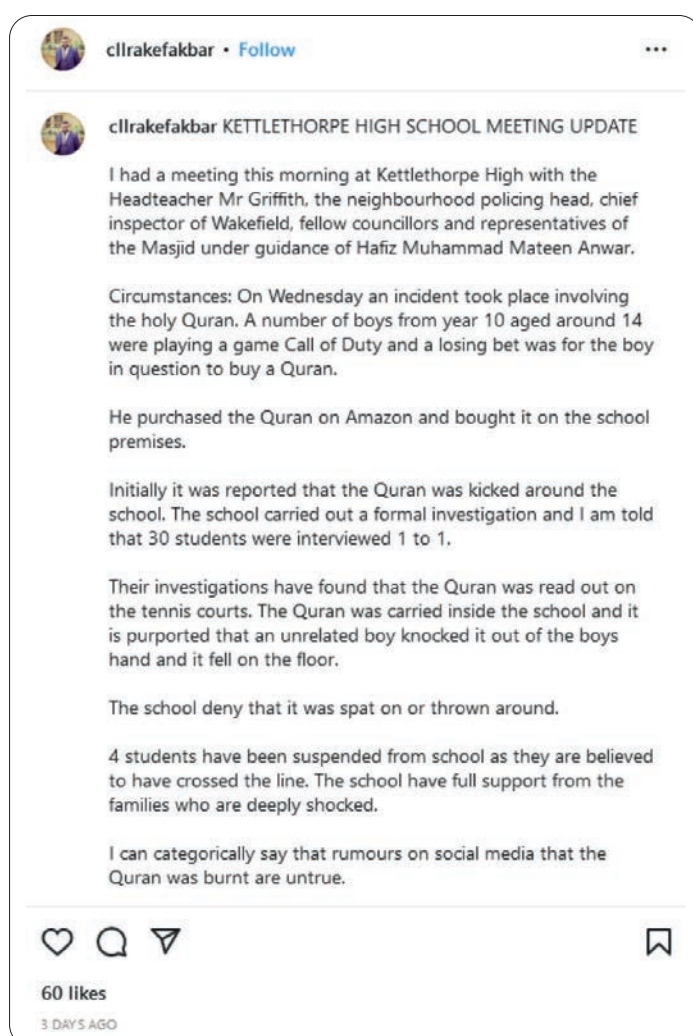 cllrakefakbar • Follow
cllrakefakbar KETTLETHORPE HIGH SCHOOL MEETING UPDATE
I had a meeting this morning at Kettlethorpe High with the
Headteacher Mr Griffith, the neighbourhood policing head, chief
inspector of Wakefield, fellow councillors and representatives of
the Masjid under guidance of Hafiz Muhammad Mateen Anwar.
Circumstances: On Wednesday an incident took place involving
the holy Quran. A number of boys from year 10 aged around 14
were playing a game Call of Duty and a losing bet was for the boy
in question to buy a Quran.
He purchased the Quran on Amazon and bought it on the school
premises.
Initially it was reported that the Quran was kicked around the
school. The school carried out a formal investigation and I am told
that 30 students were interviewed 1 to 1.
Their investigations have found that the Quran was read out on
the tennis courts. The Quran was carried inside the school and it
is purported that an unrelated boy knocked it out of the boys
hand and it fell on the floor.
The school deny that it was spat on or thrown around.
4 students have been suspended from school as they are believed
to have crossed the line. The school have full support from the
families who are deeply shocked.
I can categorically say that rumours on social media that the
Quran was burnt are untrue.
60 likes
3 DAYS AGO